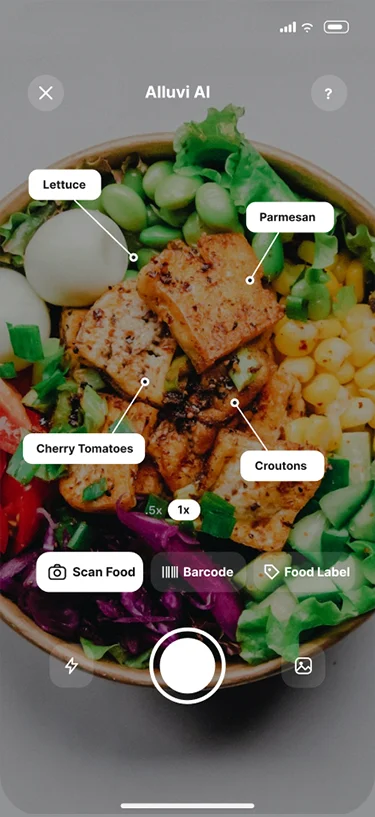 Alluvi AI
?
Lettuce
Parmesan
Cherry Tomatoes
Croutons
.5x
1x
Scan Food
Barcode
Food Label